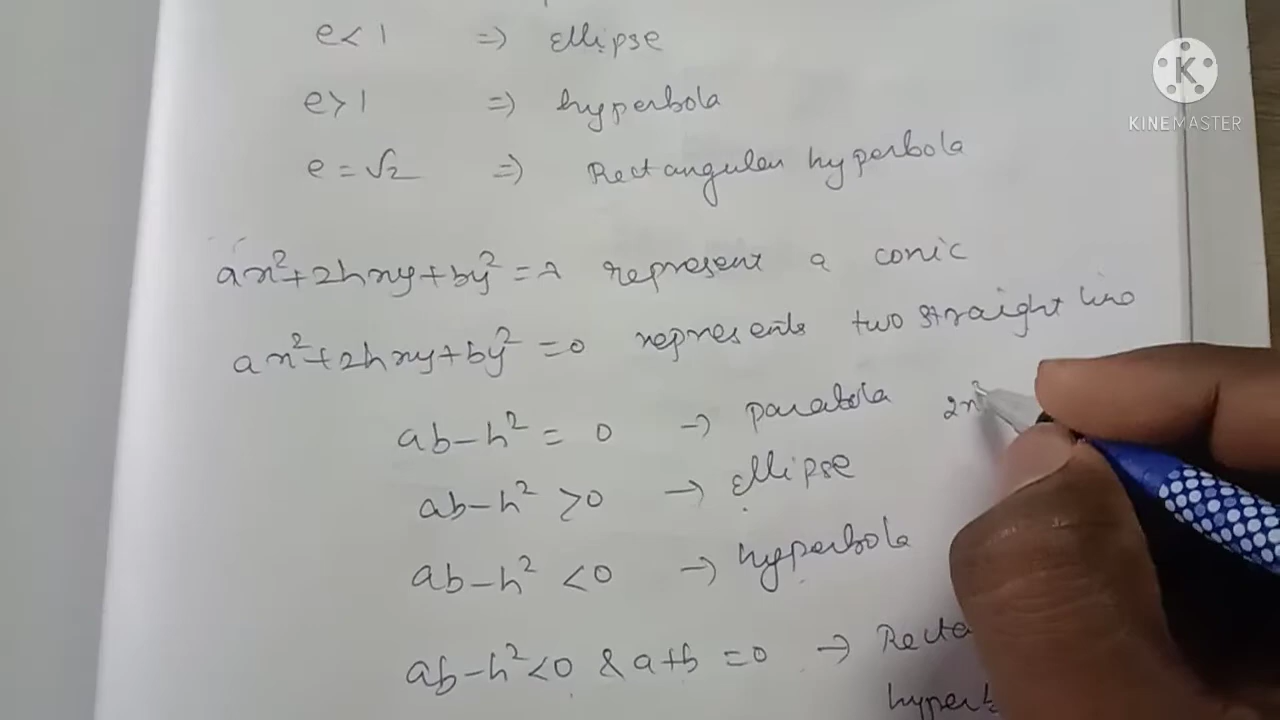 e < 1 => Ellipse
e > 1 => hyperbola
e = √2 => Rectangular hyperbola
ax² + 2hxy + by² = λ represent a conic
ax² + 2hxy + by² = 0 represents two straight line
ab - h² = 0 → parabola 2x²
ab - h² > 0 → Ellipse
ab - h² < 0 → hyperbola
ab - h² < 0 & a + b = 0 →
K
KINEMASTER